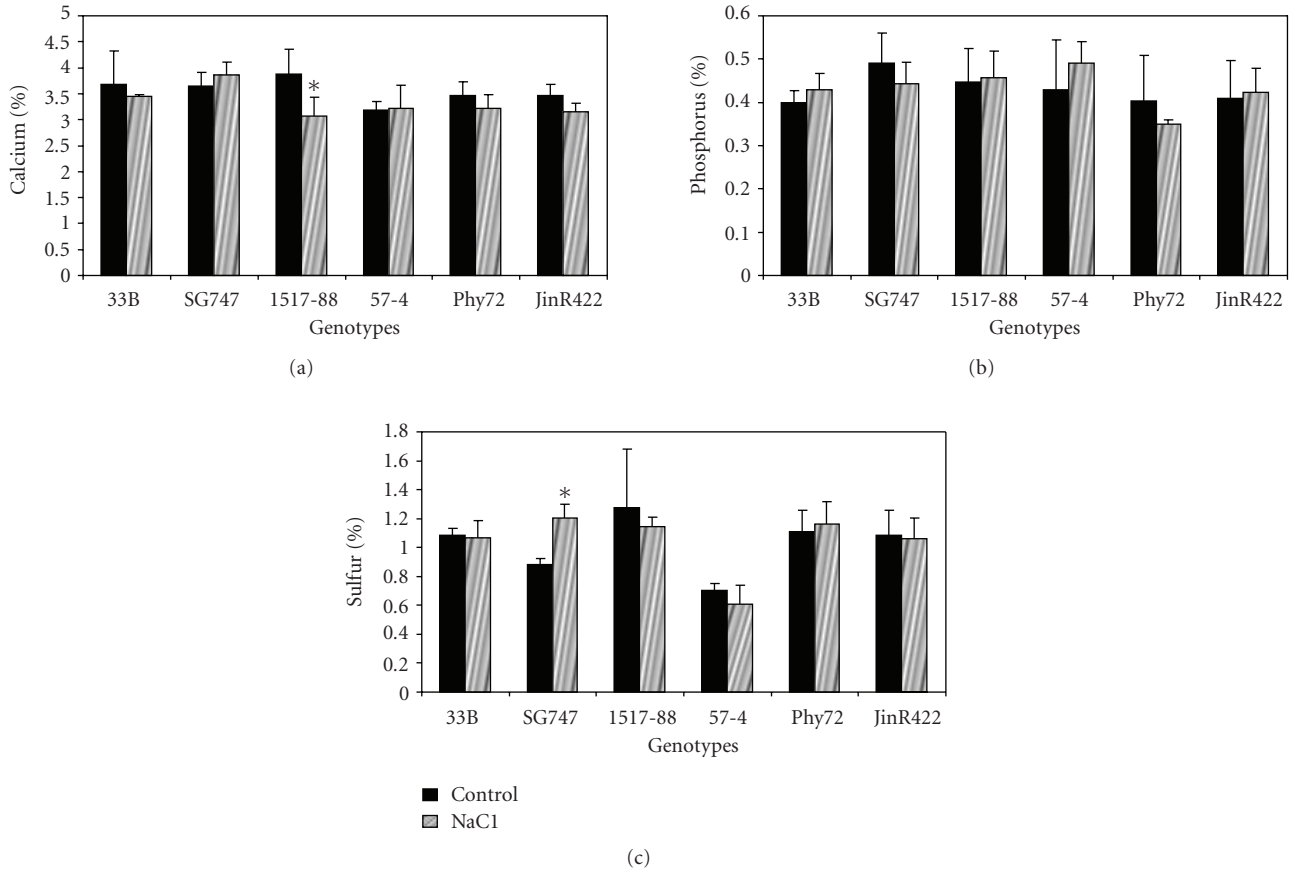 5
4.5
4
3.5
3
2.5
2
1.5
1
0.5
0
Calcium (%)
*
33B SG747 1517-88 57-4 Phy72 JinR422
Genotypes
(a)
0.6
0.5
0.4
0.3
0.2
0.1
0
Phosphorus (%)
33B SG747 1517-88 57-4 Phy72 JinR422
Genotypes
(b)
1.8
1.6
1.4
1.2
1
0.8
0.6
0.4
0.2
0
Sulfur (%)
*
33B SG747 1517-88 57-4 Phy72 JinR422
Genotypes
Control
NaC1
(c)